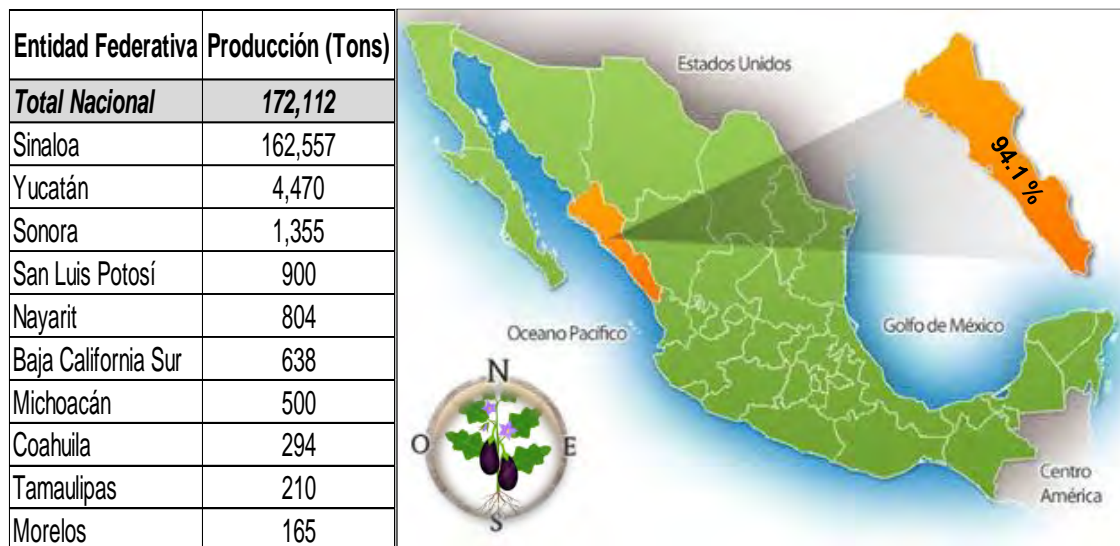 Entidad Federativa Producción (Tons)
Total Nacional 172,112
Sinaloa 162,557
Yucatán 4,470
Sonora 1,355
San Luis Potosí 900
Nayarit 804
Baja California Sur 638
Michoacán 500
Coahuila 294
Tamaulipas 210
Morelos 165
Estados Unidos
94.1 %
Oceano Pacífico
Golfo de México
N
O
E
S
Centro
América